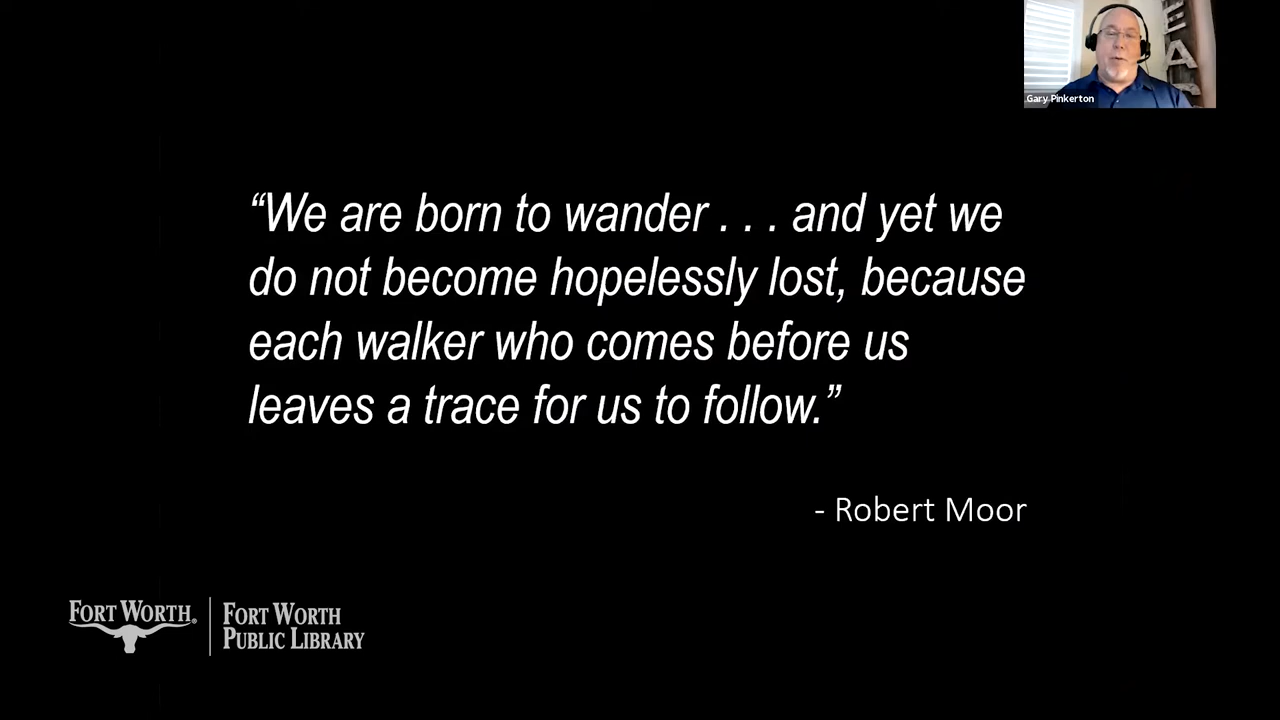 Gary Pinkerton
“We are born to wander . . . and yet we
do not become hopelessly lost, because
each walker who comes before us
leaves a trace for us to follow.”
- Robert Moor
FORT WORTH®
FORT WORTH
PUBLIC LIBRARY